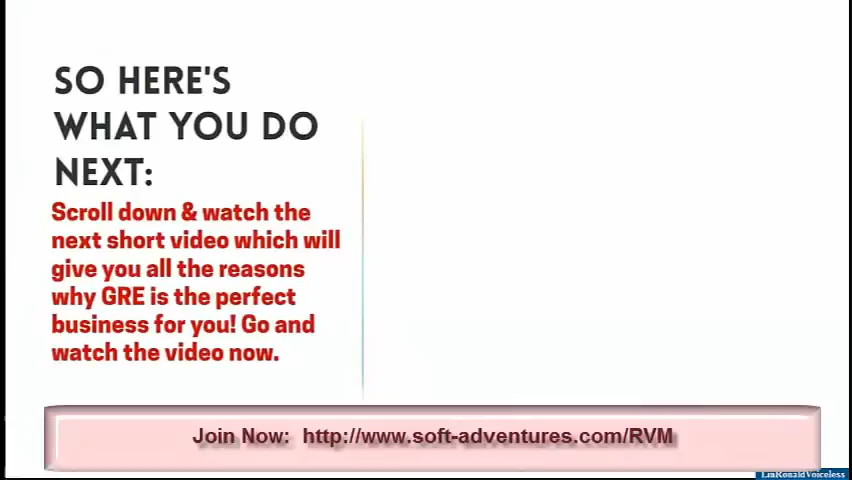 SO HERE'S
WHAT YOU DO
NEXT:
Scroll down & watch the
next short video which will
give you all the reasons
why GRE is the perfect
business for you! Go and
watch the video now.
Join Now: http://www.soft-adventures.com/RVM
LinRonaldVoiceless